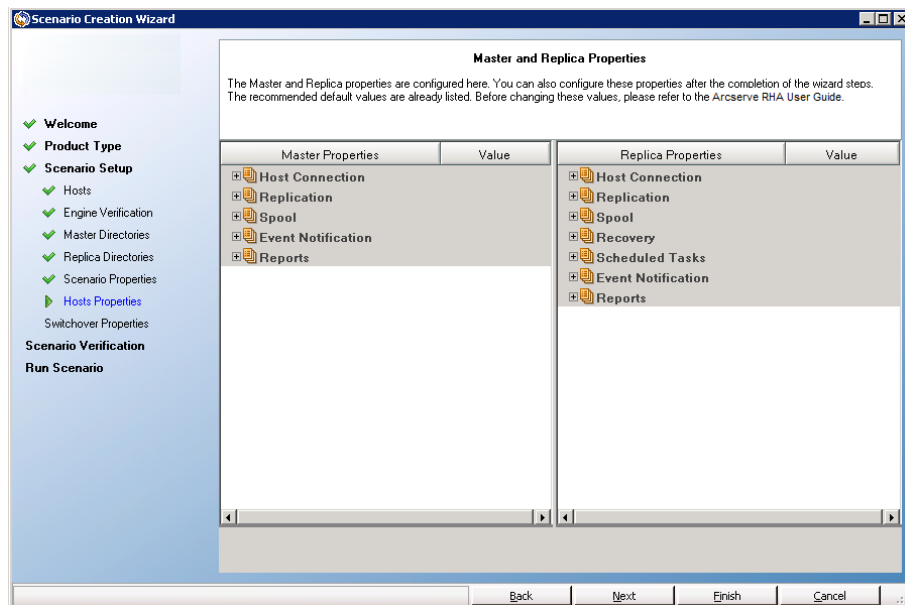 Scenario Creation Wizard
Master and Replica Properties
The Master and Replica properties are configured here. You can also configure these properties after the completion of the wizard steps.
The recommended default values are already listed. Before changing these values, please refer to the Arcserve RHA User Guide.
Welcome
Product Type
Scenario Setup
Hosts
Engine Verification
Master Directories
Replica Directories
Scenario Properties
Hosts Properties
Switchover Properties
Scenario Verification
Run Scenario
Master Properties Value
Host Connection
Replication
Spool
Event Notification
Reports
Replica Properties Value
Host Connection
Replication
Spool
Recovery
Scheduled Tasks
Event Notification
Reports
Back Next Finish Cancel